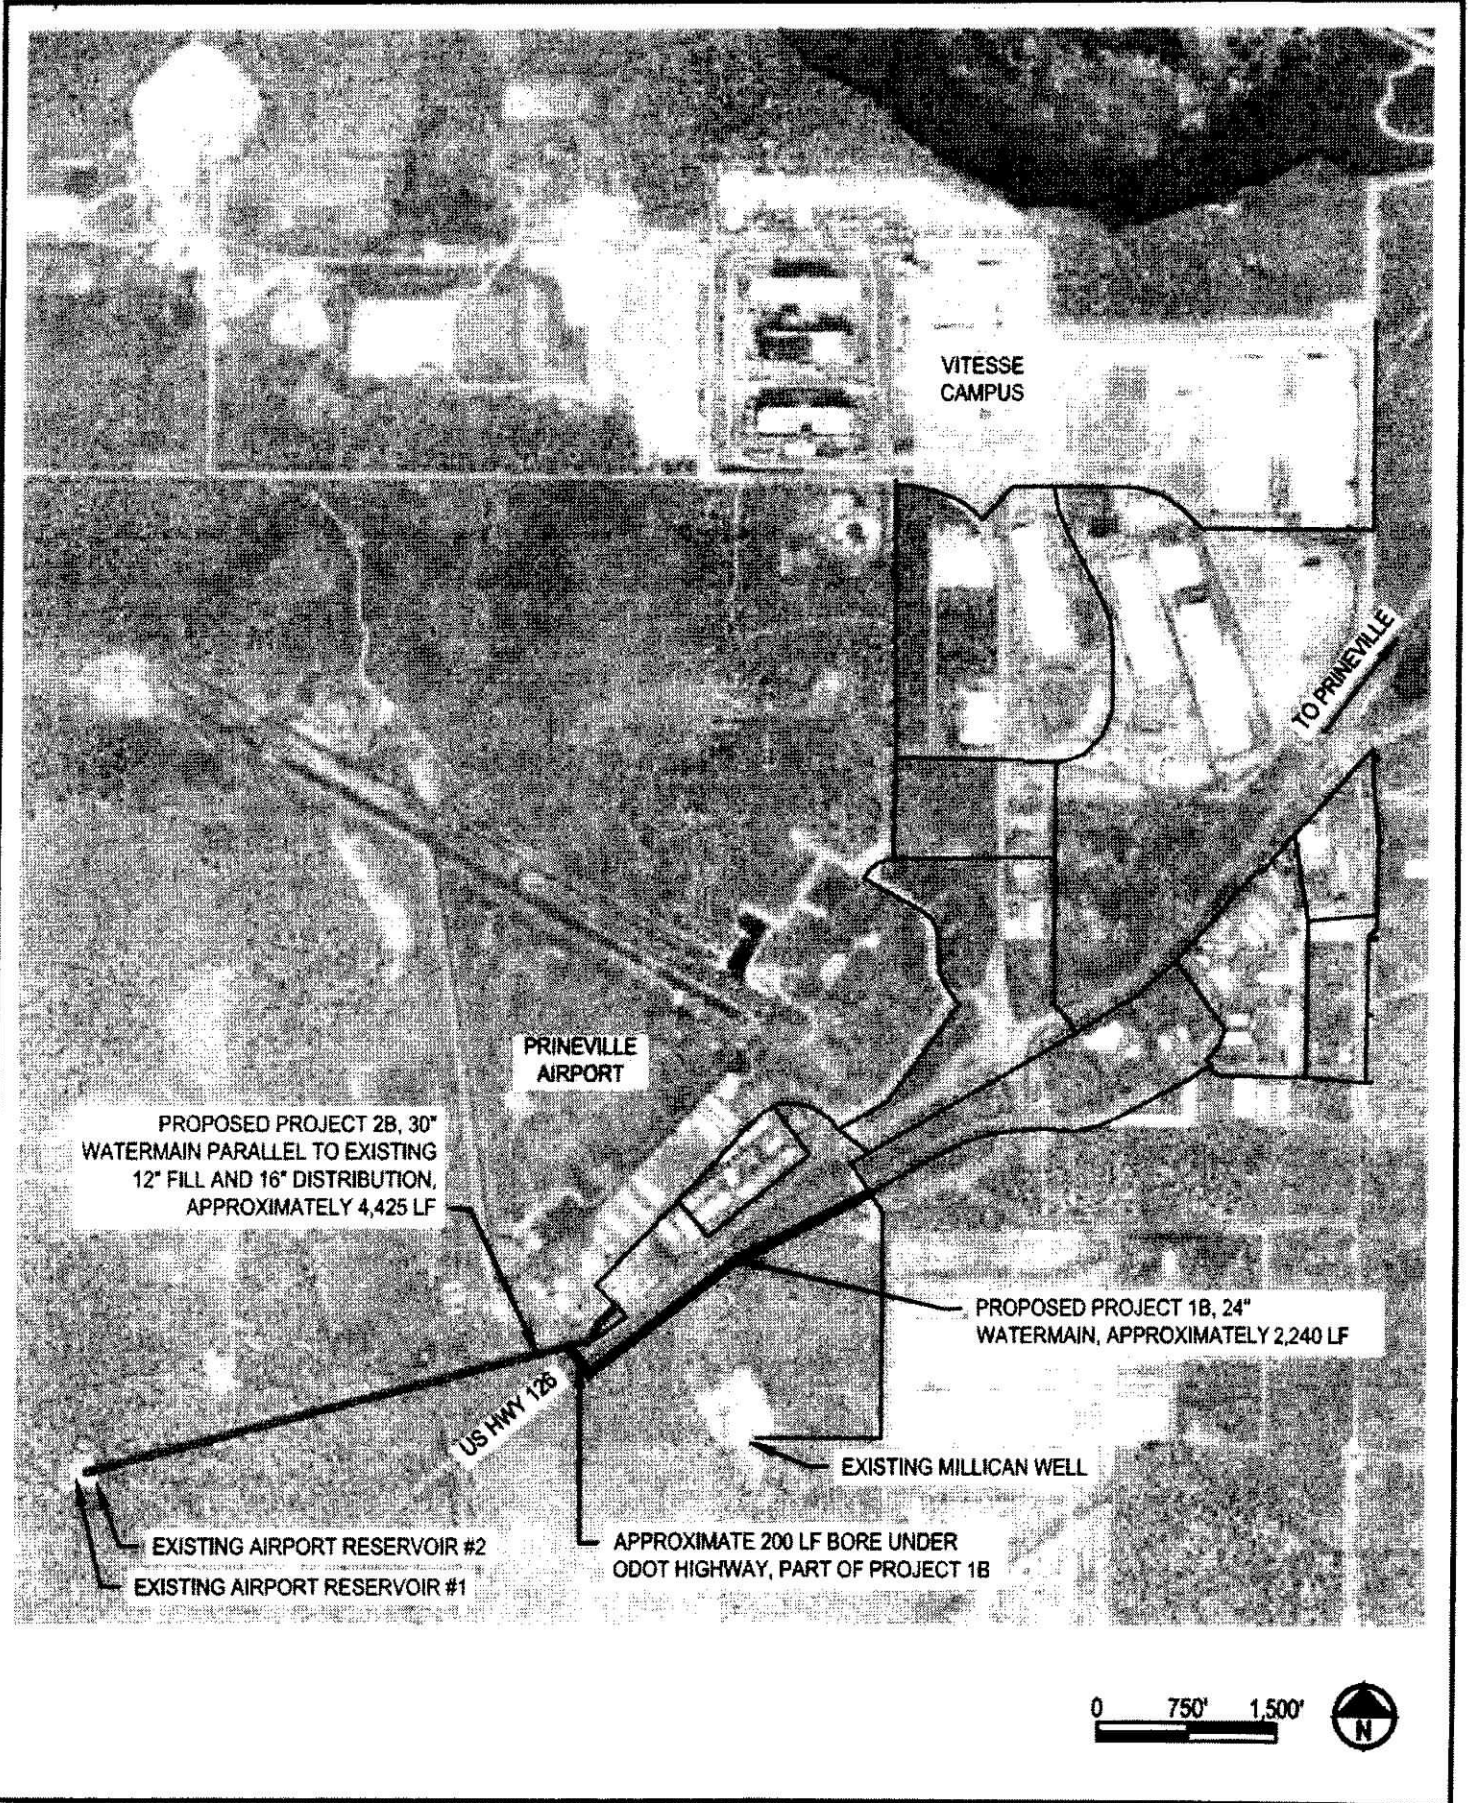 VITESSE
CAMPUS
TO PRINEVILLE
PRINEVILLE
AIRPORT
PROPOSED PROJECT 2B, 30"
WATERMAIN PARALLEL TO EXISTING
12" FILL AND 16" DISTRIBUTION,
APPROXIMATELY 4,425 LF
PROPOSED PROJECT 1B, 24"
WATERMAIN, APPROXIMATELY 2,240 LF
US HWY 126
EXISTING MILLICAN WELL
EXISTING AIRPORT RESERVOIR #2
EXISTING AIRPORT RESERVOIR #1
APPROXIMATE 200 LF BORE UNDER
ODOT HIGHWAY, PART OF PROJECT 1B
0 750' 1,500'
N